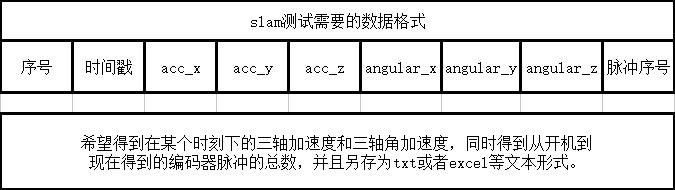 slam测试需要的数据格式
序号 时间戳 acc_x acc_y acc_z angular_x angular_y angular_z 脉冲序号
希望得到在某个时刻下的三轴加速度和三轴角加速度，同时得到从开机到
现在得到的编码器脉冲的总数，并且另存为txt或者excel等文本形式。